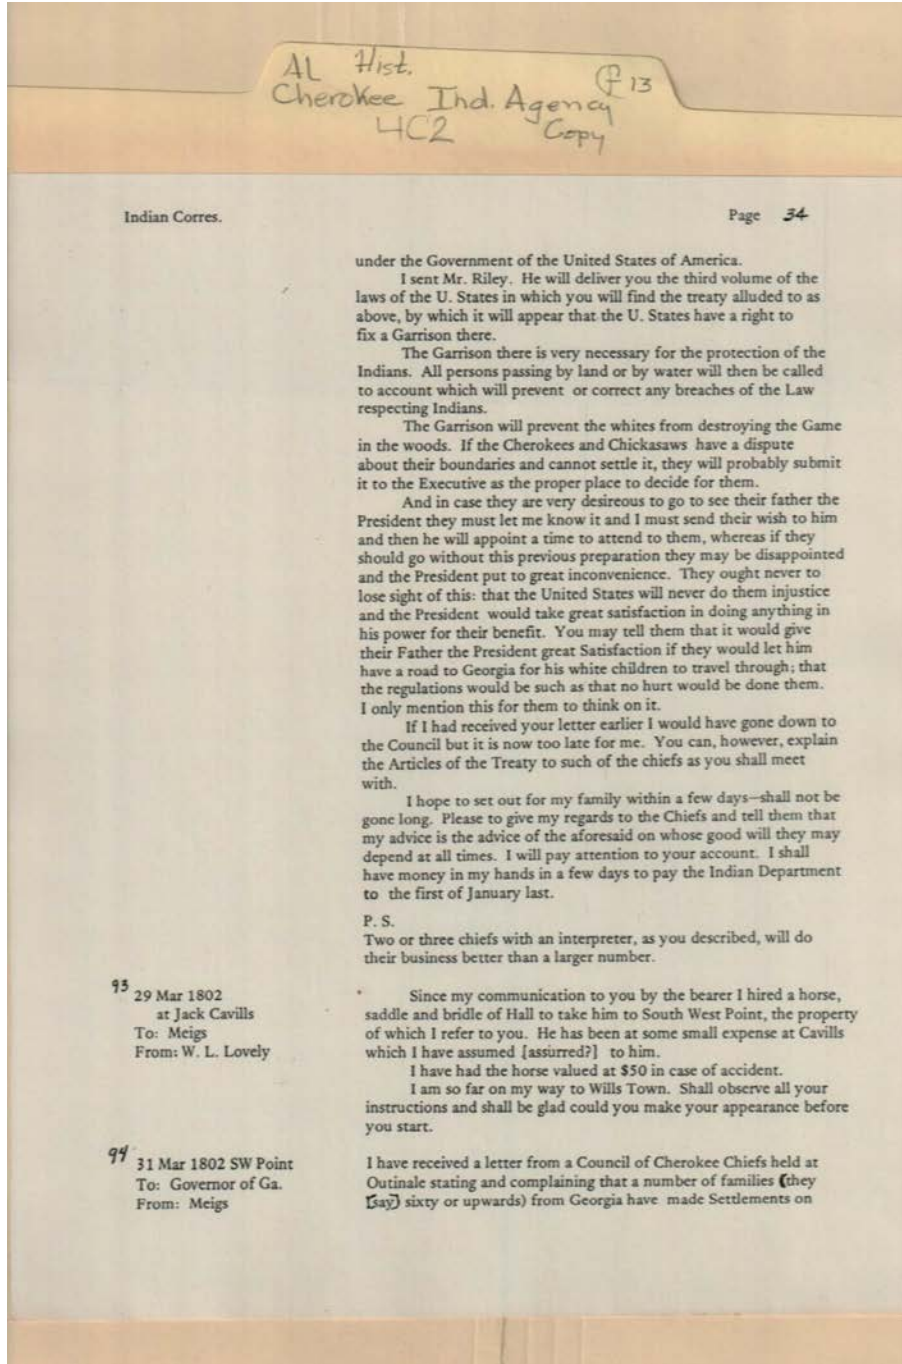 AL Hist. f 13
Cherokee Ind. Agency
4C2 Copy
Indian Corres. Page 34
under the Government of the United States of America.
I sent Mr. Riley. He will deliver you the third volume of the
laws of the U. States in which you will find the treaty alluded to as
above, by which it will appear that the U. States have a right to
fix a Garrison there.
The Garrison there is very necessary for the protection of the
Indians. All persons passing by land or by water will then be called
to account which will prevent or correct any breaches of the Law
respecting Indians.
The Garrison will prevent the whites from destroying the Game
in the woods. If the Cherokees and Chickasaws have a dispute
about their boundaries and cannot settle it, they will probably submit
it to the Executive as the proper place to decide for them.
And in case they are very desireous to go to see their father the
President they must let me know it and I must send their wish to him
and then he will appoint a time to attend to them, whereas if they
should go without this previous preparation they may be disappointed
and the President put to great inconvenience. They ought never to
lose sight of this: that the United States will never do them injustice
and the President would take great satisfaction in doing anything in
his power for their benefit. You may tell them that it would give
their Father the President great Satisfaction if they would let him
have a road to Georgia for his white children to travel through; that
the regulations would be such as that no hurt would be done them.
I only mention this for them to think on it.
If I had received your letter earlier I would have gone down to
the Council but it is now too late for me. You can, however, explain
the Articles of the Treaty to such of the chiefs as you shall meet
with.
I hope to set out for my family within a few days—shall not be
gone long. Please to give my regards to the Chiefs and tell them that
my advice is the advice of the aforesaid on whose good will they may
depend at all times. I will pay attention to your account. I shall
have money in my hands in a few days to pay the Indian Department
to the first of January last.
P. S.
Two or three chiefs with an interpreter, as you described, will do
their business better than a larger number.
93
29 Mar 1802
at Jack Cavills
To: Meigs
From: W. L. Lovely
Since my communication to you by the bearer I hired a horse,
saddle and bridle of Hall to take him to South West Point, the property
of which I refer to you. He has been at some small expense at Cavills
which I have assumed [assurred?] to him.
I have had the horse valued at $50 in case of accident.
I am so far on my way to Wills Town. Shall observe all your
instructions and shall be glad could you make your appearance before
you start.
94
31 Mar 1802 SW Point
To: Governor of Ga.
From: Meigs
I have received a letter from a Council of Cherokee Chiefs held at
Outinale stating and complaining that a number of families (they
[say] sixty or upwards) from Georgia have made Settlements on